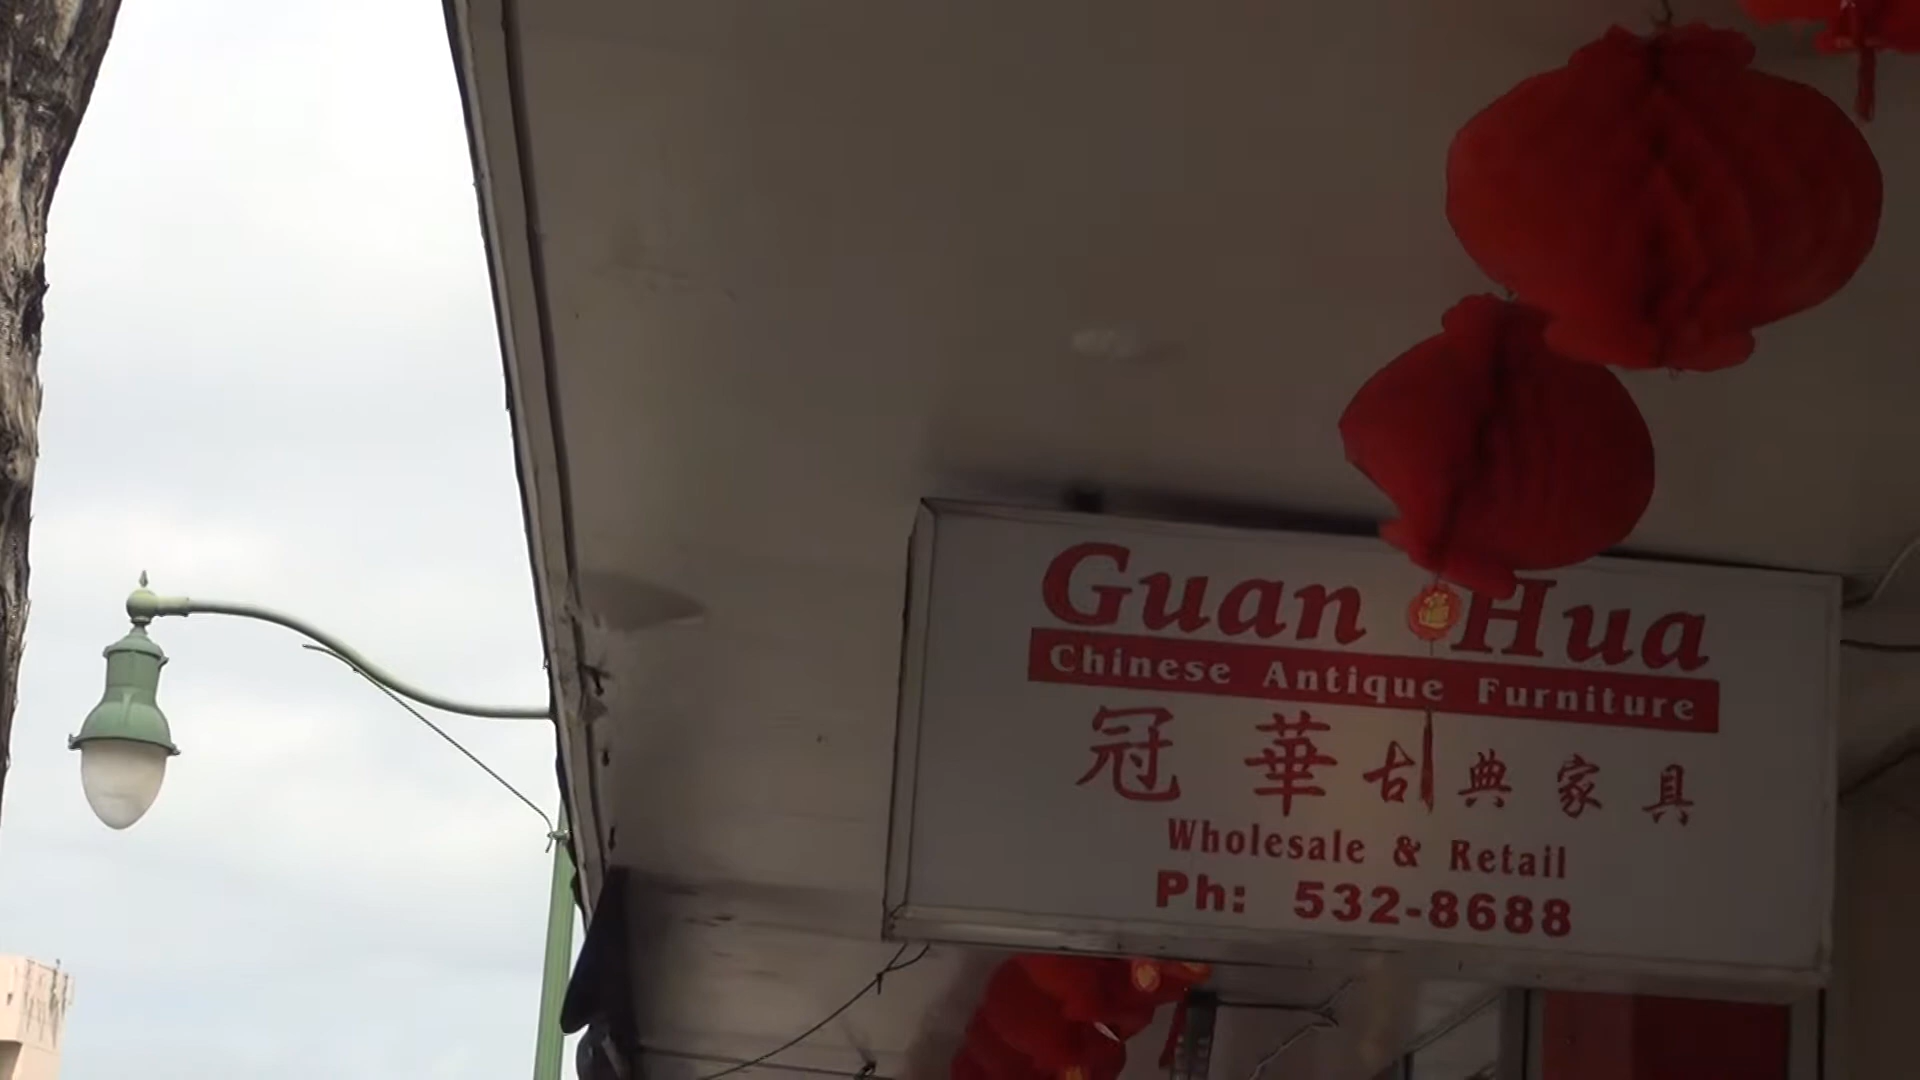 Guan Hua
Chinese Antique Furniture
冠華古典家具
Wholesale & Retail
Ph: 532-8688